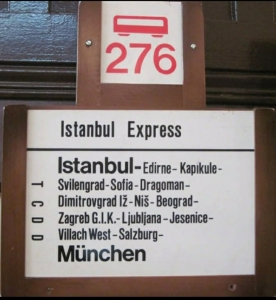 276
Istanbul Express
Istanbul-Edirne-Kapıkule-
Svilengrad-Sofia-Dragoman-
Dimitrovgrad IŽ-Niš-Beograd-
Zagreb G.I.K.-Ljubljana-Jesenice-
Villach West-Salzburg-
München
TCDD